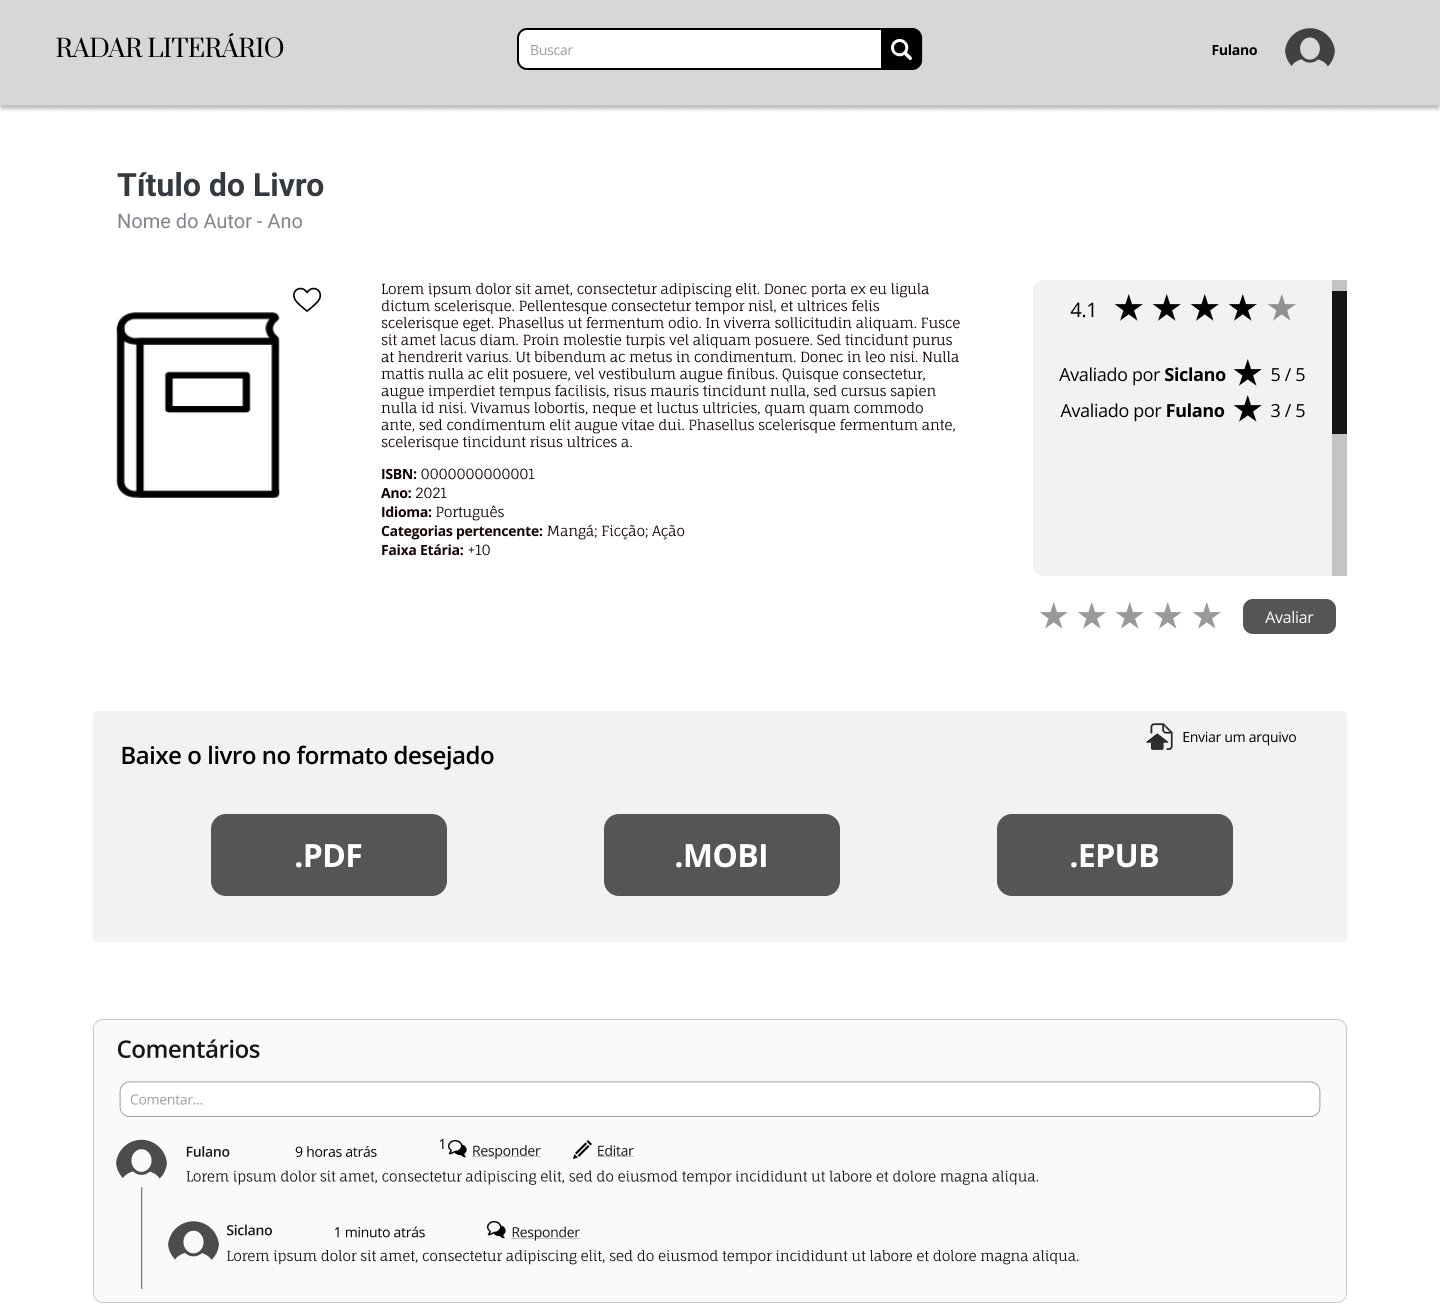 RADAR LITERÁRIO
Buscar
Fulano
Título do Livro
Nome do Autor - Ano
Lorem ipsum dolor sit amet, consectetur adipiscing elit. Donec porta ex eu ligula
dictum scelerisque. Pellentesque consectetur tempor nisl, et ultrices felis
scelerisque eget. Phasellus ut fermentum odio. In viverra sollicitudin aliquam. Fusce
sit amet lacus diam. Proin molestie turpis vel aliquam posuere. Sed tincidunt purus
at hendrerit varius. Ut bibendum ac metus in condimentum. Donec in leo nisi. Nulla
mattis nulla ac elit posuere, vel vestibulum augue finibus. Quisque consectetur,
augue imperdiet tempus facilisis, risus mauris tincidunt nulla, sed cursus sapien
nulla id nisi. Vivamus lobortis, neque et luctus ultricies, quam quam commodo
ante, sed condimentum elit augue vitae dui. Phasellus scelerisque fermentum ante,
scelerisque tincidunt risus ultrices a.
ISBN: 0000000000001
Ano: 2021
Idioma: Português
Categorias pertencente: Mangá; Ficção; Ação
Faixa Etária: +10
4.1
Avaliado por Siclano 5 / 5
Avaliado por Fulano 3 / 5
Avaliar
Baixe o livro no formato desejado
Enviar um arquivo
.PDF
.MOBI
.EPUB
Comentários
Comentar...
Fulano 9 horas atrás 1 Responder Editar
Lorem ipsum dolor sit amet, consectetur adipiscing elit, sed do eiusmod tempor incididunt ut labore et dolore magna aliqua.
Siclano 1 minuto atrás Responder
Lorem ipsum dolor sit amet, consectetur adipiscing elit, sed do eiusmod tempor incididunt ut labore et dolore magna aliqua.